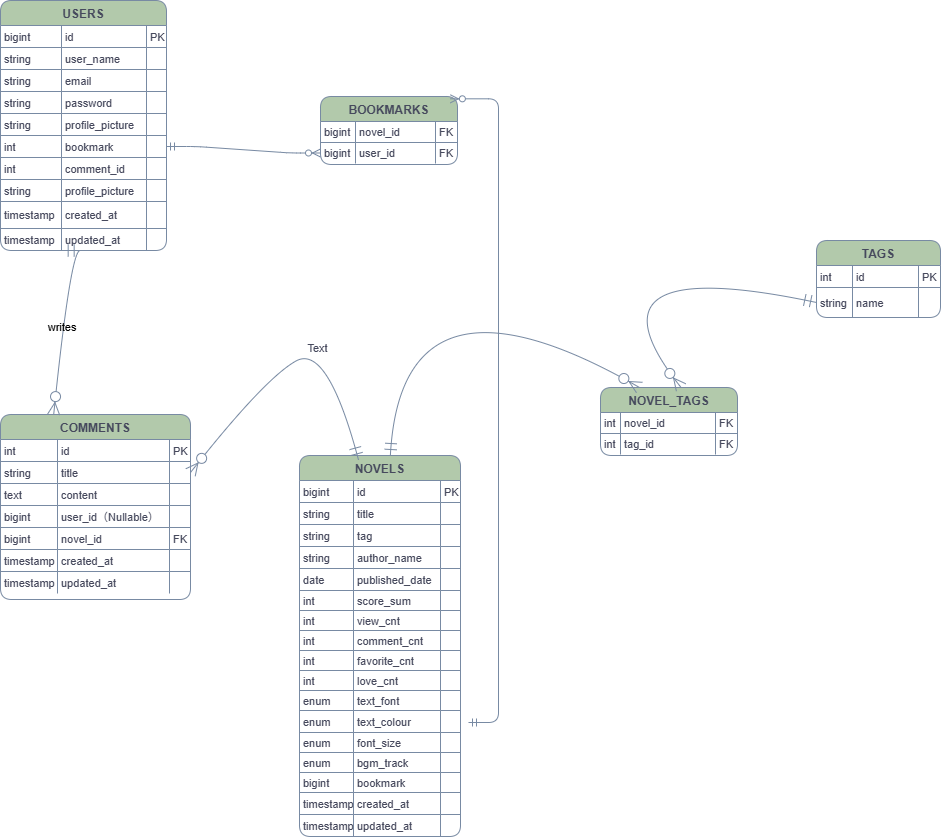 USERS
bigint id PK
string user_name
string email
string password
string profile_picture
int bookmark
int comment_id
string profile_picture
timestamp created_at
timestamp updated_at
BOOKMARKS
bigint novel_id FK
bigint user_id FK
TAGS
int id PK
string name
writes
Text
NOVEL_TAGS
int novel_id FK
int tag_id FK
COMMENTS
int id PK
string title
text content
bigint user_id（Nullable）
bigint novel_id FK
timestamp created_at
timestamp updated_at
NOVELS
bigint id PK
string title
string tag
string author_name
date published_date
int score_sum
int view_cnt
int comment_cnt
int favorite_cnt
int love_cnt
enum text_font
enum text_colour
enum font_size
enum bgm_track
bigint bookmark
timestamp created_at
timestamp updated_at